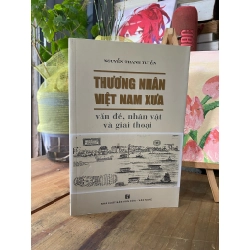 NGUYỄN THANH TUYỀN
THƯƠNG NHÂN
VIỆT NAM XƯA
vấn đề, nhân vật
và giai thoại